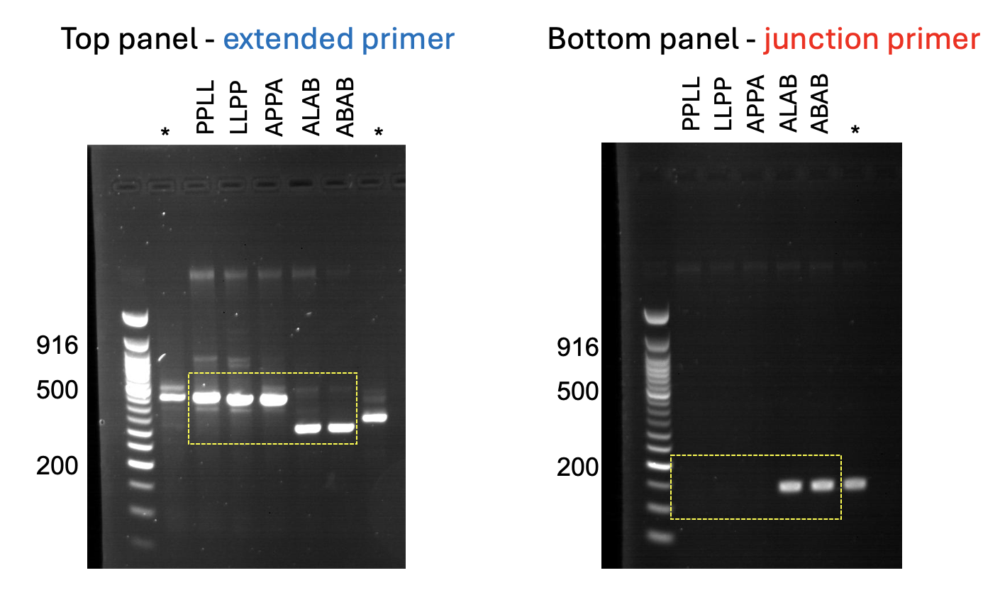 Top panel - extended primer
* PPLL LLPP APPA ALAB ABAB *
916
500
200
Bottom panel - junction primer
PPLL LLPP APPA ALAB ABAB *
916
500
200